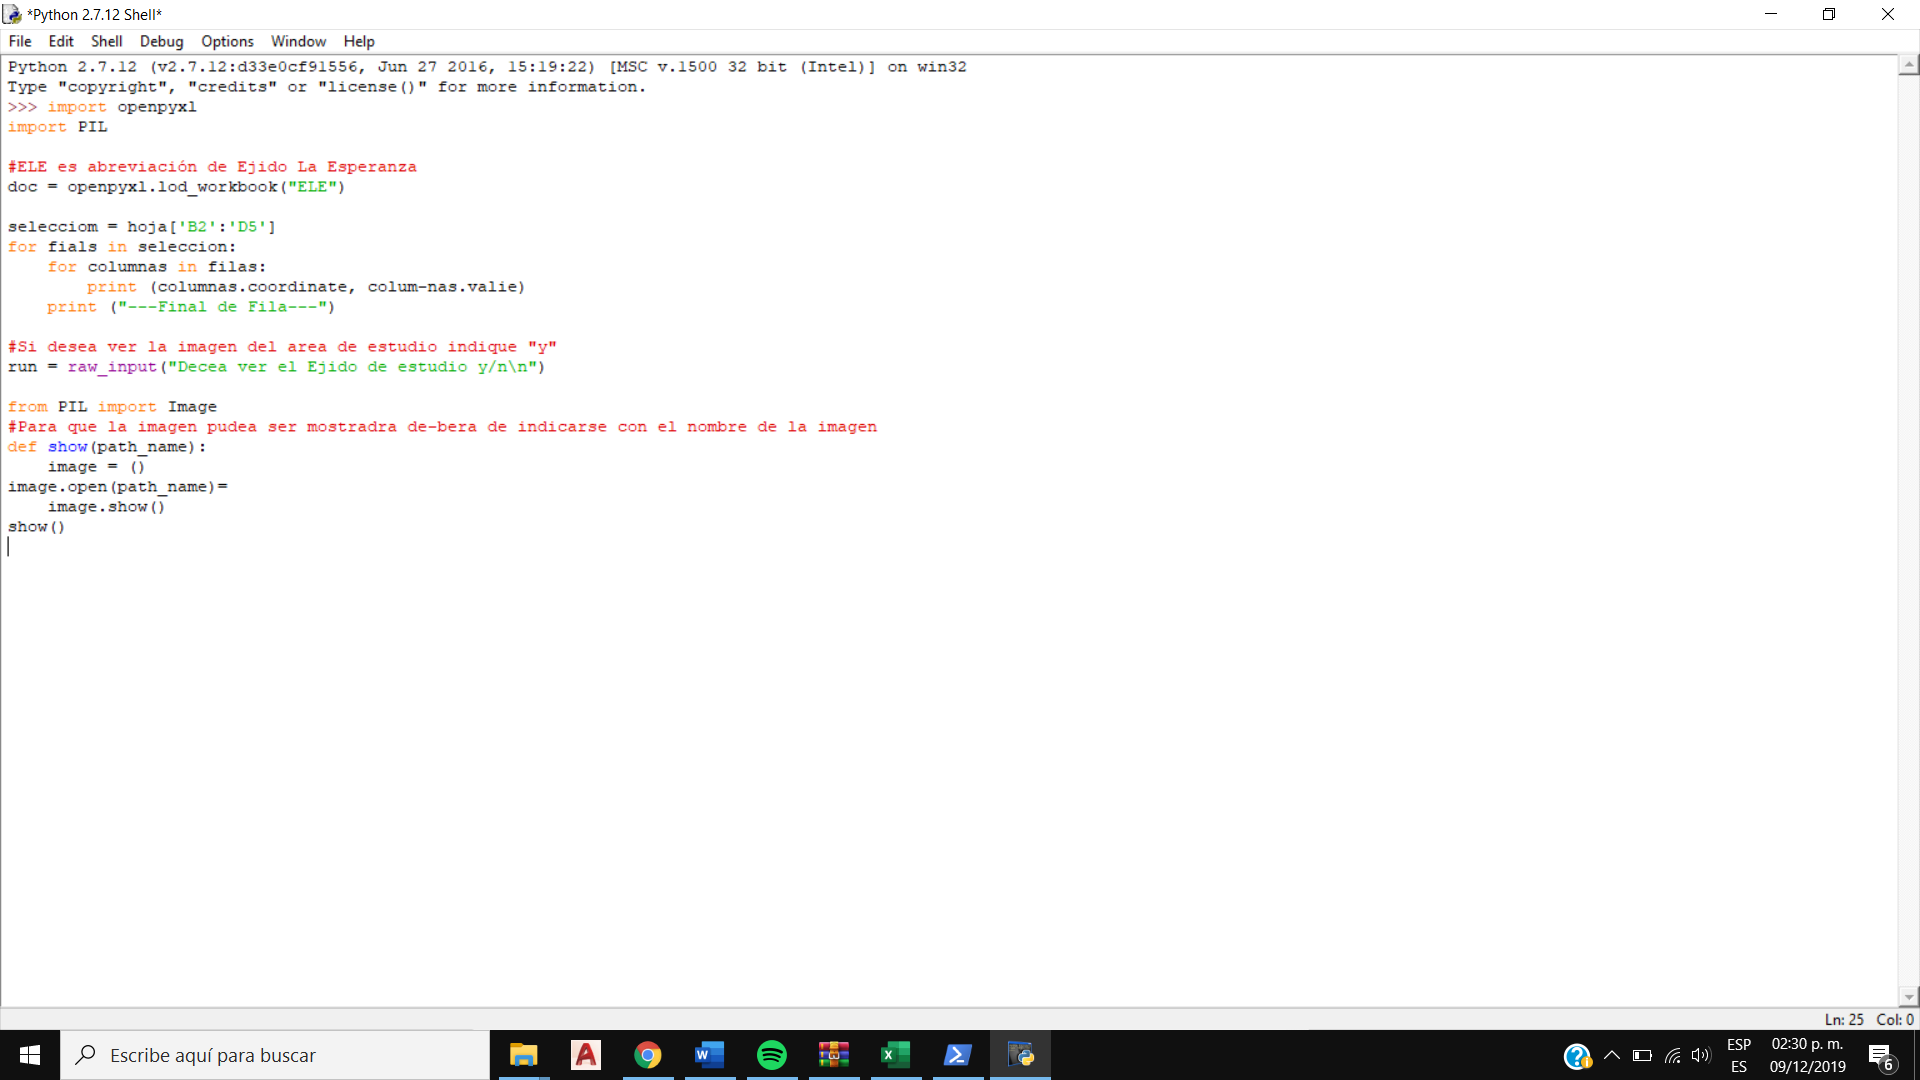 *Python 2.7.12 Shell*
File Edit Shell Debug Options Window Help
Python 2.7.12 (v2.7.12:d33e0cf91556, Jun 27 2016, 15:19:22) [MSC v.1500 32 bit (Intel)] on win32
Type "copyright", "credits" or "license()" for more information.
>>> import openpyxl
import PIL

#ELE es abreviación de Ejido La Esperanza
doc = openpyxl.lod_workbook("ELE")

selecciom = hoja['B2':'D5']
for fials in seleccion:
    for columnas in filas:
        print (columnas.coordinate, colum-nas.valie)
    print ("---Final de Fila---")

#Si desea ver la imagen del area de estudio indique "y"
run = raw_input("Decea ver el Ejido de estudio y/n\n")

from PIL import Image
#Para que la imagen pudea ser mostradra de-bera de indicarse con el nombre de la imagen
def show(path_name):
    image = ()
image.open(path_name)=
    image.show()
show()
Ln: 25 Col: 0
Escribe aquí para buscar
ESP
ES
02:30 p. m.
09/12/2019
6